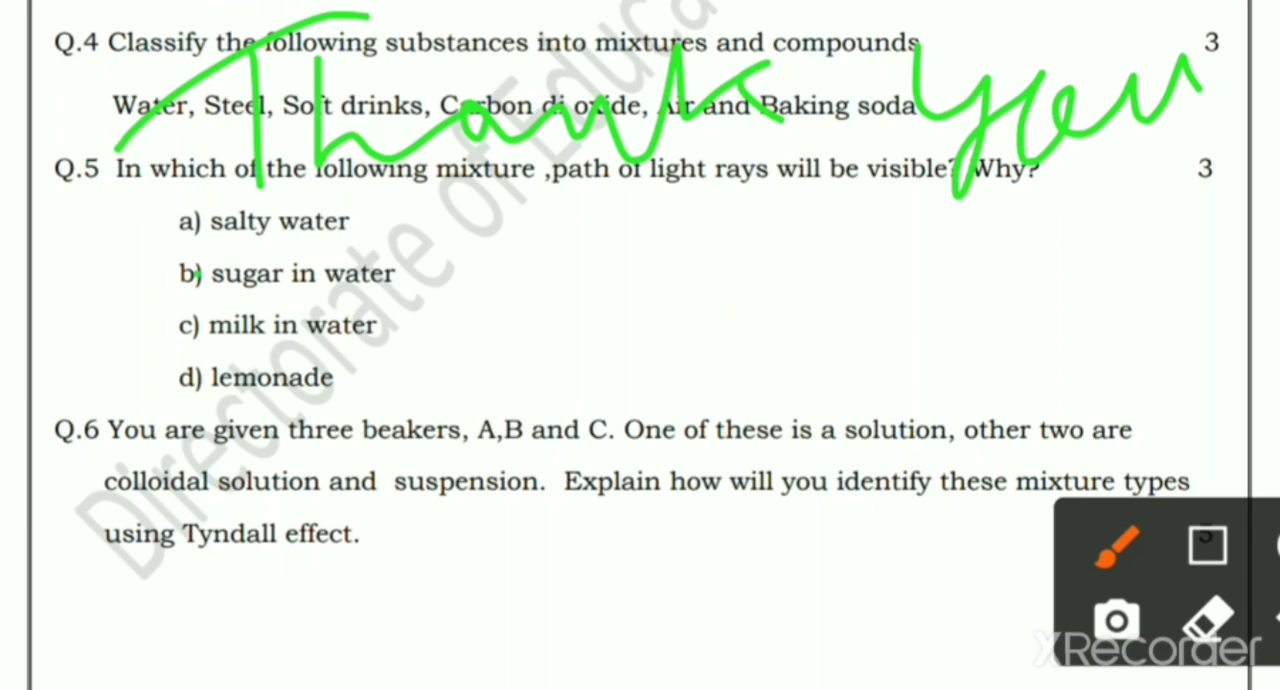 Q.4 Classify the following substances into mixtures and compounds 3
Water, Steel, Soft drinks, Carbon di oxide, Air and Baking soda
Thank you
Q.5 In which of the following mixture ,path of light rays will be visible? Why? 3
a) salty water
b) sugar in water
c) milk in water
d) lemonade
Q.6 You are given three beakers, A,B and C. One of these is a solution, other two are
colloidal solution and suspension. Explain how will you identify these mixture types
using Tyndall effect. 5
Directorate of Educa
XRecorder